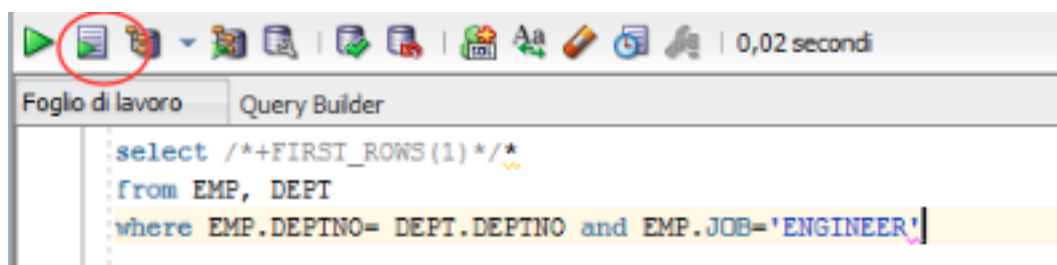 0,02 secondi
Foglio di lavoro Query Builder
select /*+FIRST_ROWS(1)*/*
from EMP, DEPT
where EMP.DEPTNO= DEPT.DEPTNO and EMP.JOB='ENGINEER'